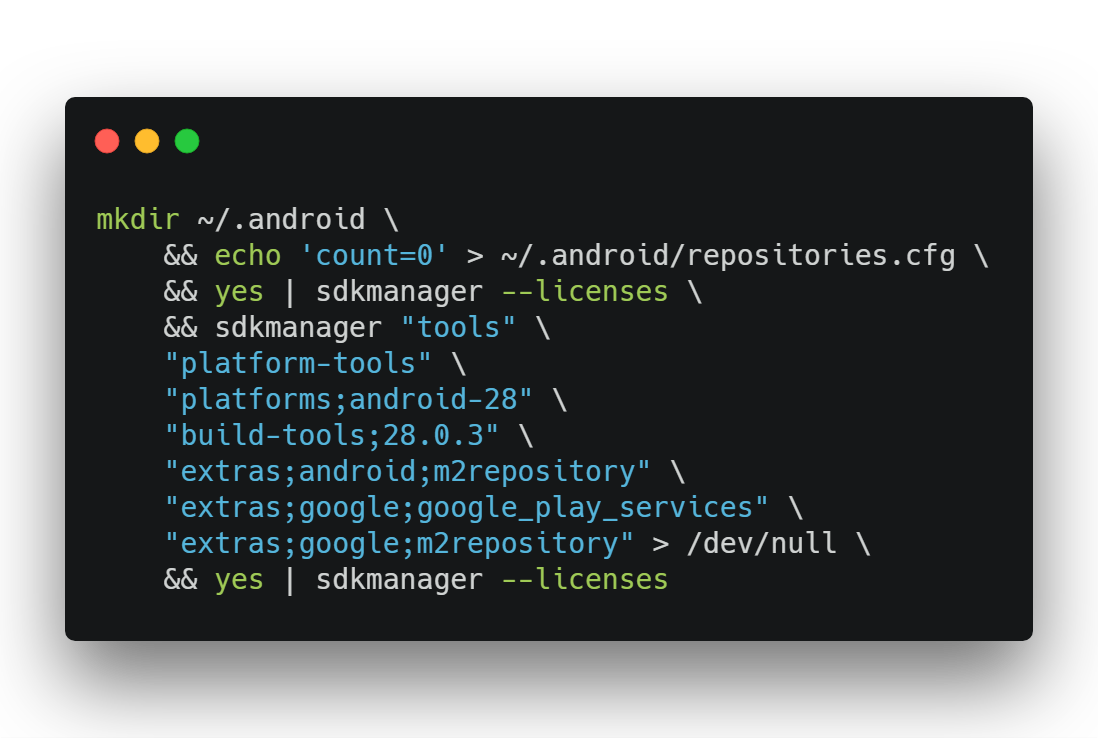 mkdir ~/.android \
    && echo 'count=0' > ~/.android/repositories.cfg \
    && yes | sdkmanager --licenses \
    && sdkmanager "tools" \
    "platform-tools" \
    "platforms;android-28" \
    "build-tools;28.0.3" \
    "extras;android;m2repository" \
    "extras;google;google_play_services" \
    "extras;google;m2repository" > /dev/null \
    && yes | sdkmanager --licenses